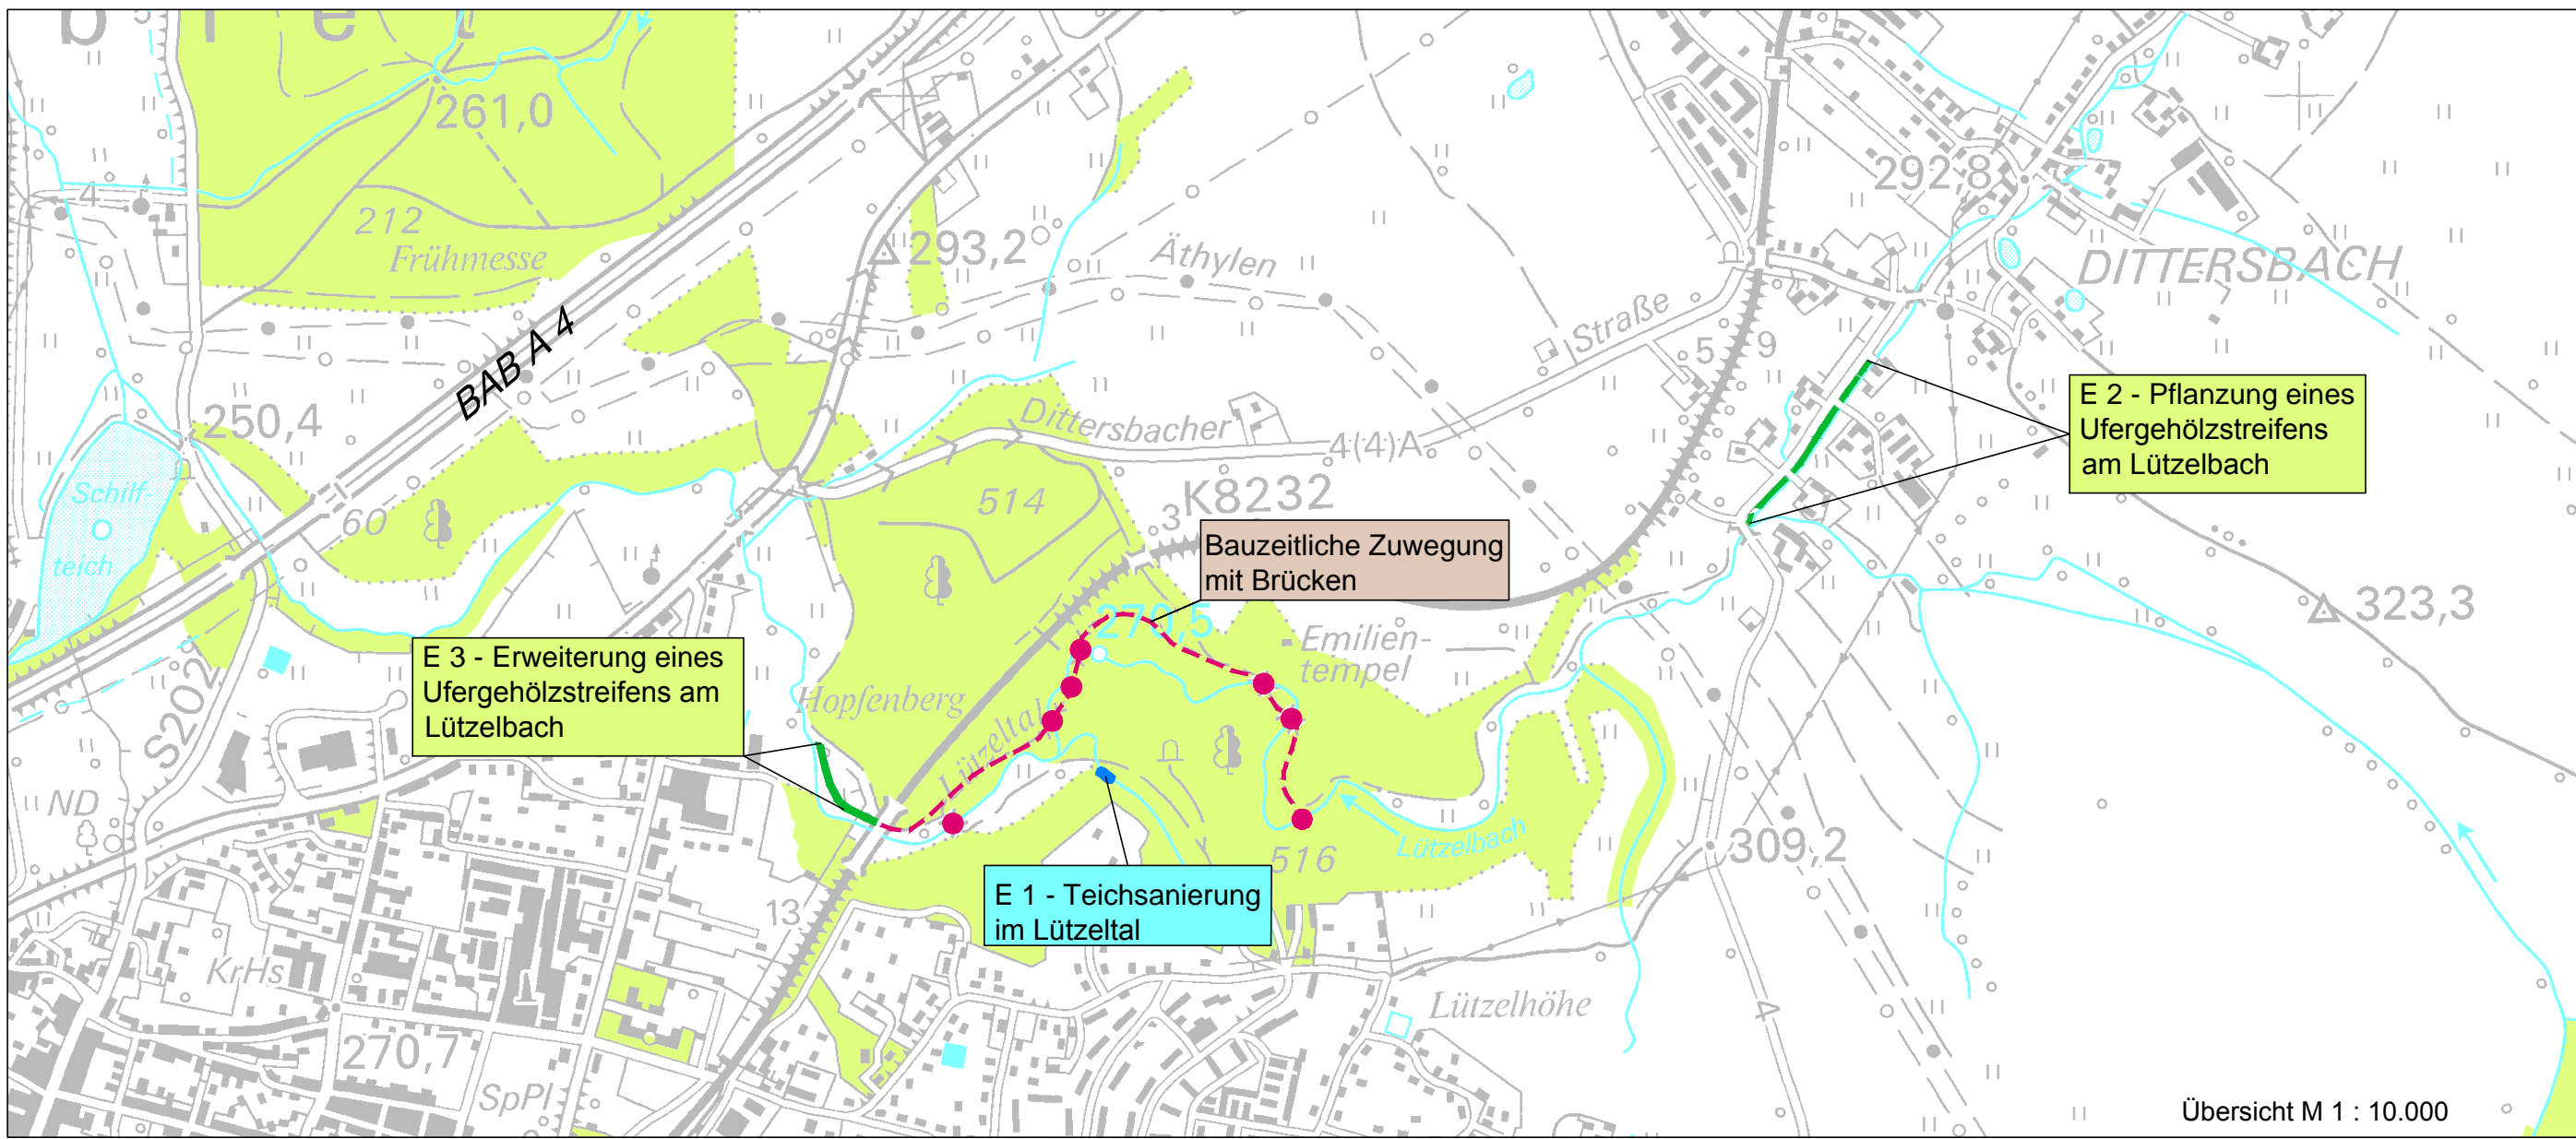 b i e t
261,0
212
Frühmesse
293,2
Äthylen
292,8
DITTERSBACH
BAB A 4
Straße
5
9
4
250,4
E 2 - Pflanzung eines
Ufergehölzstreifens
am Lützelbach
Dittersbacher
4(4)A
Schilf-
teich
60
514
3
K8232
Bauzeitliche Zuwegung
mit Brücken
323,3
270,5
Emilien-
tempel
E 3 - Erweiterung eines
Ufergehölzstreifens am
Lützelbach
Hopfenberg
S202
Lützeltal
ND
Lützelbach
309,2
516
E 1 - Teichsanierung
im Lützeltal
13
KrHs
Lützelhöhe
4
270,7
SpPl
Übersicht M 1 : 10.000